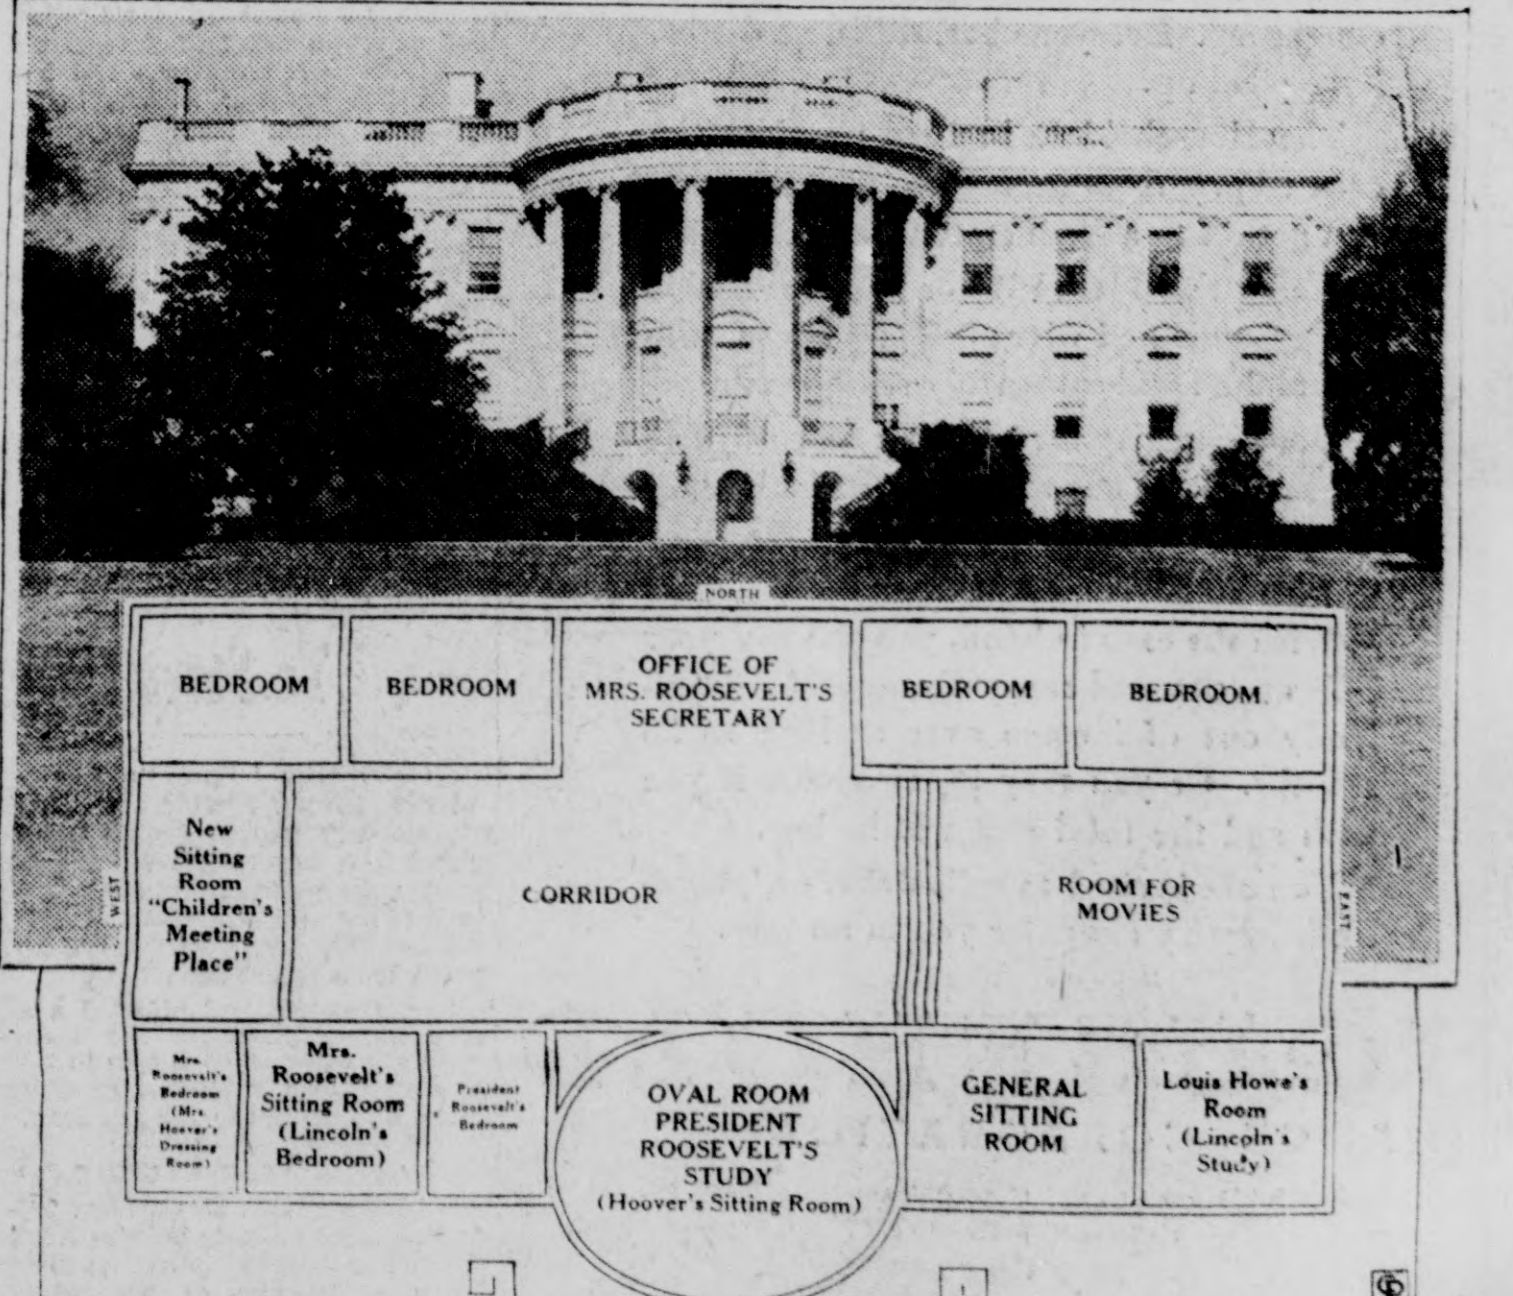 NORTH
BEDROOM
BEDROOM
OFFICE OF
MRS. ROOSEVELT'S
SECRETARY
BEDROOM
BEDROOM
WEST
New
Sitting
Room
"Children's
Meeting
Place"
CORRIDOR
ROOM FOR
MOVIES
EAST
Mrs.
Roosevelt's
Bedroom
(Mrs.
Hoover's
Dressing
Room)
Mrs.
Roosevelt's
Sitting Room
(Lincoln's
Bedroom)
President
Roosevelt's
Bedroom
OVAL ROOM
PRESIDENT
ROOSEVELT'S
STUDY
(Hoover's Sitting Room)
GENERAL
SITTING
ROOM
Louis Howe's
Room
(Lincoln's
Study)